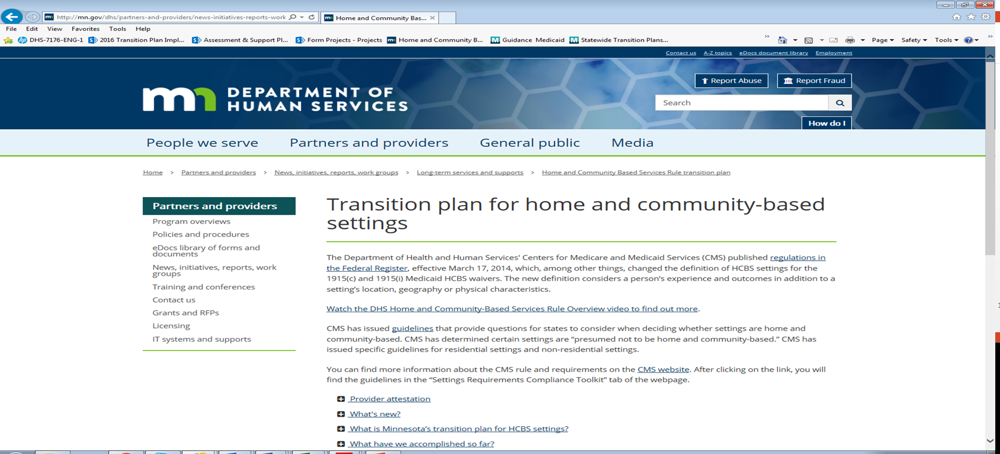 http://mn.gov/dhs/partners-and-providers/news-initiatives-reports-work
Home and Community Bas...
File Edit View Favorites Tools Help
DHS-7176-ENG-1 2016 Transition Plan Impl... Assessment & Support Pl... Form Projects - Projects Home and Community B... Guidance Medicaid Statewide Transition Plans...
Page Safety Tools
Contact us A-Z topics eDocs document library Employment
Report Abuse Report Fraud
mn DEPARTMENT OF
HUMAN SERVICES
Search
How do I
People we serve Partners and providers General public Media
Home > Partners and providers > News, initiatives, reports, work groups > Long-term services and supports > Home and Community Based Services Rule transition plan
Partners and providers
Program overviews
Policies and procedures
eDocs library of forms and
documents
News, initiatives, reports, work
groups
Training and conferences
Contact us
Grants and RFPs
Licensing
IT systems and supports
Transition plan for home and community-based
settings
The Department of Health and Human Services' Centers for Medicare and Medicaid Services (CMS) published regulations in
the Federal Register, effective March 17, 2014, which, among other things, changed the definition of HCBS settings for the
1915(c) and 1915(i) Medicaid HCBS waivers. The new definition considers a person’s experience and outcomes in addition to a
setting’s location, geography or physical characteristics.
Watch the DHS Home and Community-Based Services Rule Overview video to find out more.
CMS has issued guidelines that provide questions for states to consider when deciding whether settings are home and
community-based. CMS has determined certain settings are “presumed not to be home and community-based.” CMS has
issued specific guidelines for residential settings and non-residential settings.
You can find more information about the CMS rule and requirements on the CMS website. After clicking on the link, you will
find the guidelines in the “Settings Requirements Compliance Toolkit” tab of the webpage.
Provider attestation
What's new?
What is Minnesota’s transition plan for HCBS settings?
What have we accomplished so far?